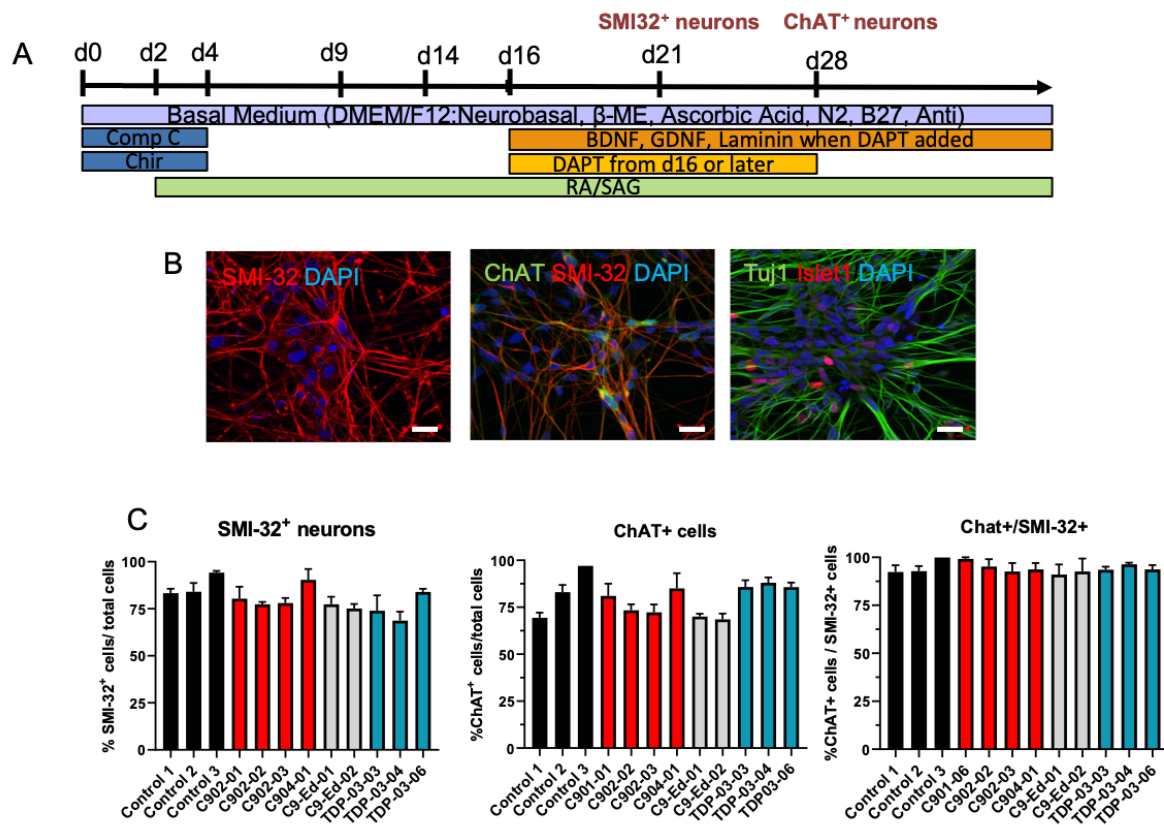 SMI32⁺ neurons ChAT⁺ neurons
A
d0 d2 d4 d9 d14 d16 d21 d28
Basal Medium (DMEM/F12:Neurobasal, β-ME, Ascorbic Acid, N2, B27, Anti)
Comp C
BDNF, GDNF, Laminin when DAPT added
Chir
DAPT from d16 or later
RA/SAG
B
SMI-32 DAPI
ChAT SMI-32 DAPI
Tuj1 Islet1 DAPI
C
SMI-32⁺ neurons
% SMI-32⁺ cells/ total cells
100
75
50
25
0
Control 1
Control 2
Control 3
C902-01
C902-02
C902-03
C904-01
C9-Ed-01
C9-Ed-02
TDP-03-03
TDP-03-04
TDP-03-06
ChAT+ cells
%ChAT⁺ cells/total cells
100
75
50
25
0
Control 1
Control 2
Control 3
C901-01
C902-02
C902-03
C904-01
C9-Ed-01
C9-Ed-02
TDP-03-03
TDP-03-04
TDP03-06
Chat+/SMI-32+
%ChAT+ cells / SMI-32+ cells
100
75
50
25
0
Control 1
Control 2
Control 3
C901-06
C902-02
C902-03
C904-01
C9-Ed-01
C9-Ed-02
TDP-03-03
TDP-03-04
TDP-03-06